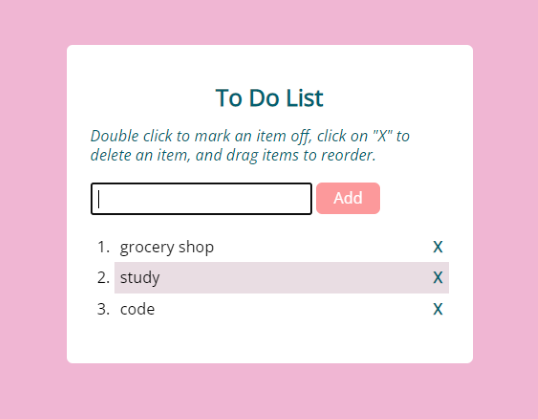 To Do List
Double click to mark an item off, click on "X" to
delete an item, and drag items to reorder.
Add
1. grocery shop X
2. study X
3. code X